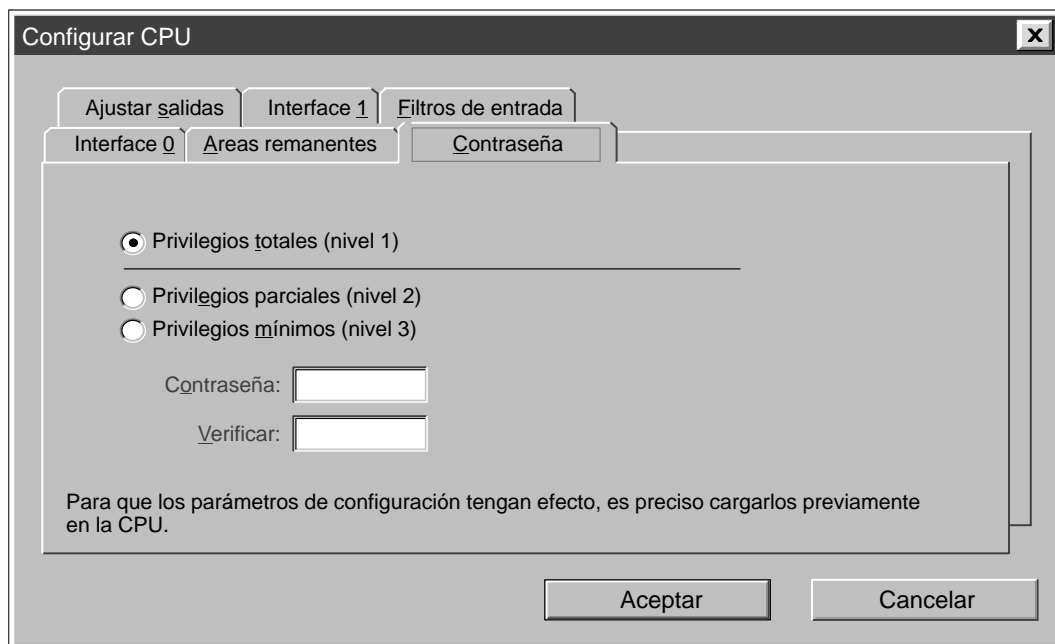 Configurar CPU
Ajustar salidas
Interface 1
Filtros de entrada
Interface 0
Areas remanentes
Contraseña
Privilegios totales (nivel 1)
Privilegios parciales (nivel 2)
Privilegios mínimos (nivel 3)
Contraseña:
Verificar:
Para que los parámetros de configuración tengan efecto, es preciso cargarlos previamente
en la CPU.
Aceptar
Cancelar